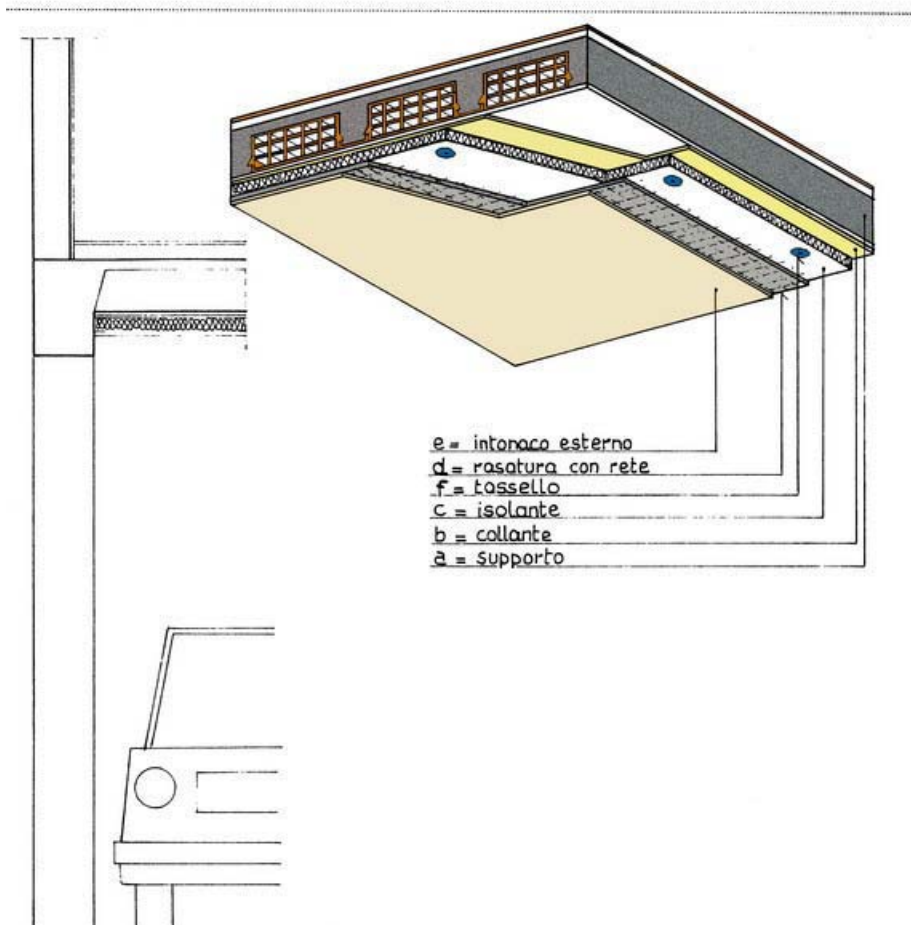 e = intonaco esterno
d = rasatura con rete
f = tassello
c = isolante
b = collante
a = supporto